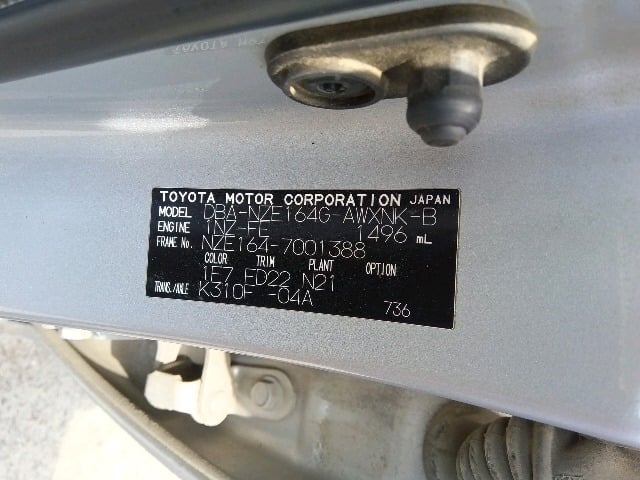 TOYOTA MOTOR CORPORATION JAPAN
MODEL DBA-NZE164G-AWXNK-B
ENGINE 1NZ-FE 1496 mL
FRAME No. NZE164-7001388
COLOR TRIM PLANT OPTION
1E7 FD22 N21
TRANS./AXLE K310F -04A
736